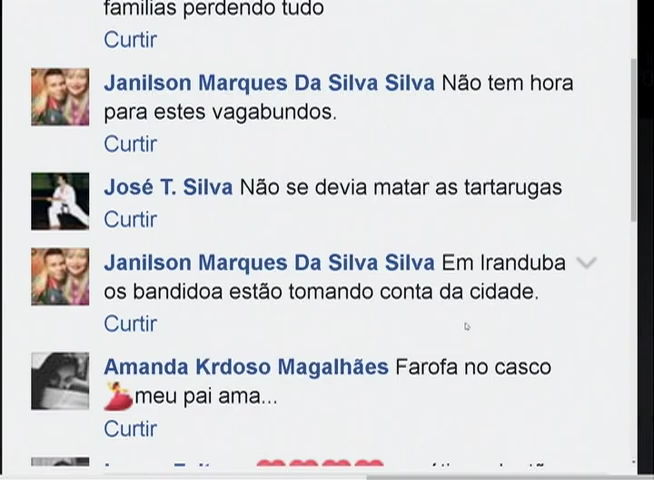 famílias perdendo tudo
Curtir
Janilson Marques Da Silva Silva Não tem hora
para estes vagabundos.
Curtir
José T. Silva Não se devia matar as tartarugas
Curtir
Janilson Marques Da Silva Silva Em Iranduba
os bandidoa estão tomando conta da cidade.
Curtir
Amanda Krdoso Magalhães Farofa no casco
💃meu pai ama...
Curtir